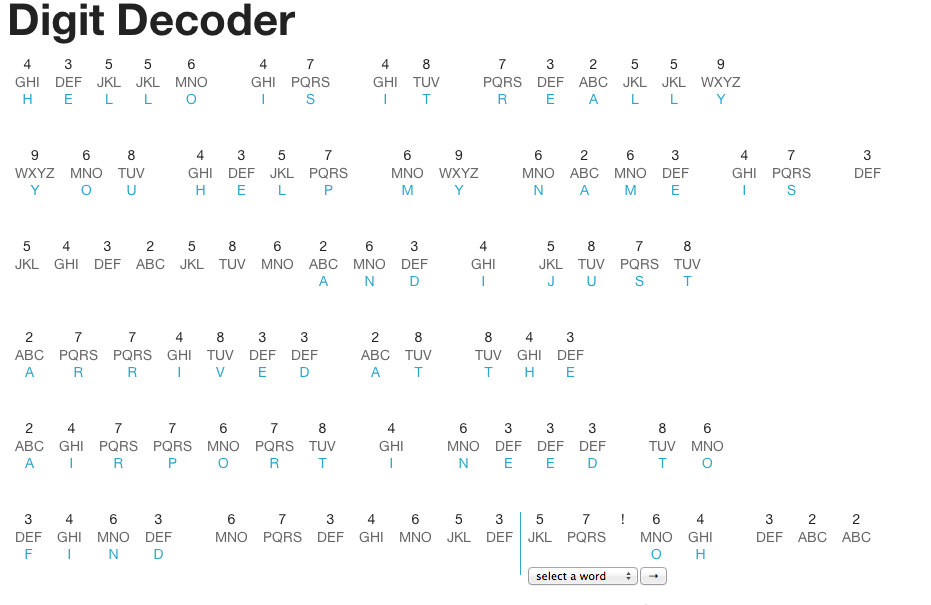 Digit Decoder
4 3 5 5 6 4 7 4 8 7 3 2 5 5 9
GHI DEF JKL JKL MNO GHI PQRS GHI TUV PQRS DEF ABC JKL JKL WXYZ
H E L L O I S I T R E A L L Y
9 6 8 4 3 5 7 6 9 6 2 6 3 4 7 3
WXYZ MNO TUV GHI DEF JKL PQRS MNO WXYZ MNO ABC MNO DEF GHI PQRS DEF
Y O U H E L P M Y N A M E I S
5 4 3 2 5 8 6 2 6 3 4 5 8 7 8
JKL GHI DEF ABC JKL TUV MNO ABC MNO DEF GHI JKL TUV PQRS TUV
A N D I J U S T
2 7 7 4 8 3 3 2 8 8 4 3
ABC PQRS PQRS GHI TUV DEF DEF ABC TUV TUV GHI DEF
A R R I V E D A T T H E
2 4 7 7 6 7 8 4 6 3 3 3 8 6
ABC GHI PQRS PQRS MNO PQRS TUV GHI MNO DEF DEF DEF TUV MNO
A I R P O R T I N E E D T O
3 4 6 3 6 7 3 4 6 5 3 5 7 ! 6 4 3 2 2
DEF GHI MNO DEF MNO PQRS DEF GHI MNO JKL DEF JKL PQRS MNO GHI DEF ABC ABC
F I N D O H
select a word →